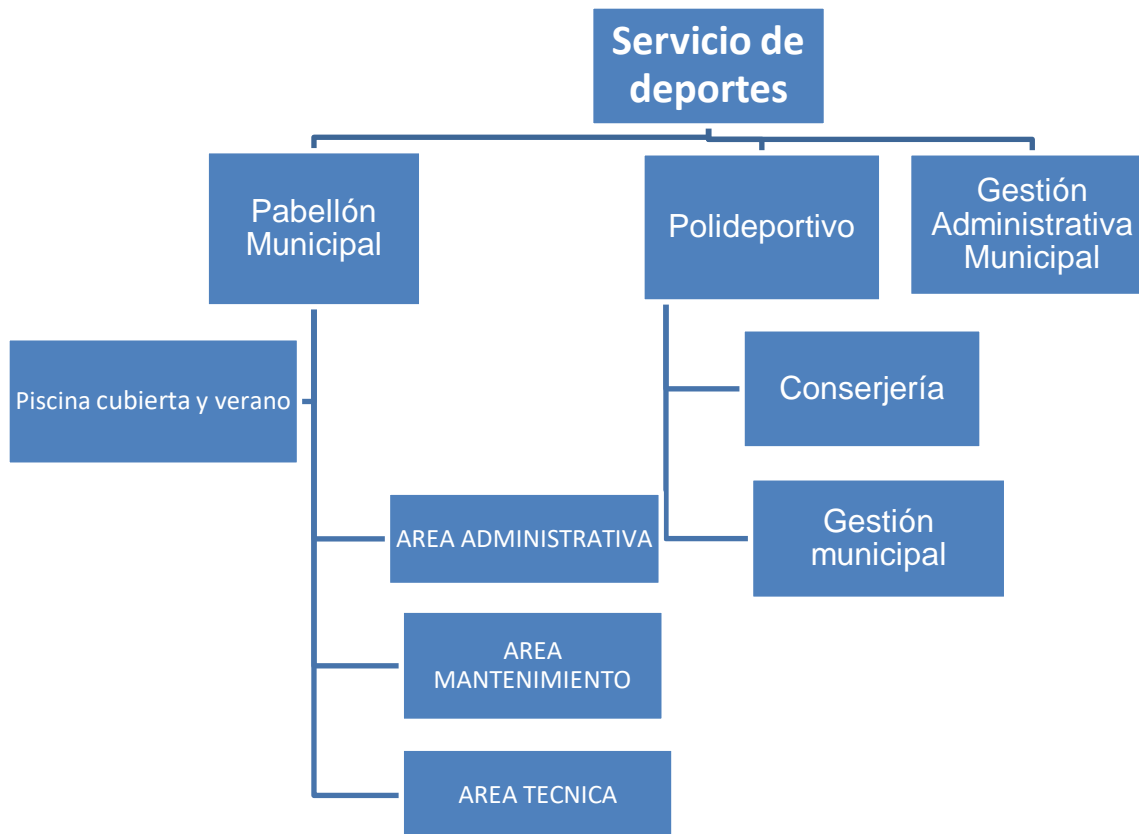 Servicio de
deportes
Pabellón
Municipal
Polideportivo
Gestión
Administrativa
Municipal
Piscina cubierta y verano
Conserjería
Gestión
municipal
AREA ADMINISTRATIVA
AREA
MANTENIMIENTO
AREA TECNICA